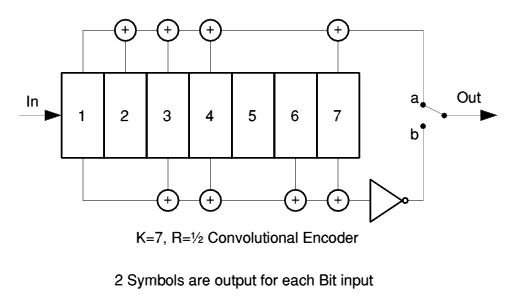 + + + +
In 1 2 3 4 5 6 7 a Out
b
+ + + +
K=7, R=½ Convolutional Encoder
2 Symbols are output for each Bit input